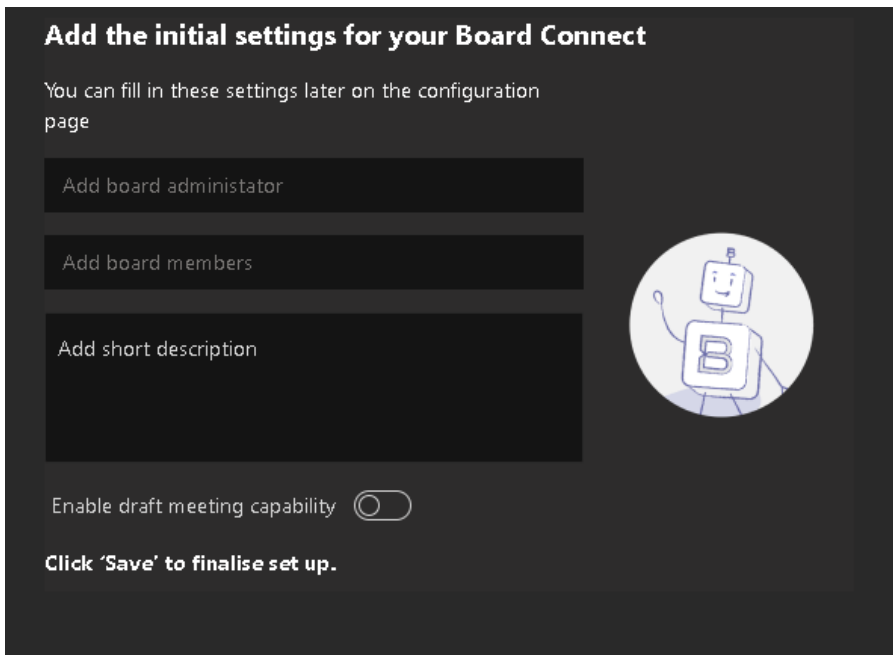 Add the initial settings for your Board Connect
You can fill in these settings later on the configuration
page
Add board administator
Add board members
Add short description
B
B
Enable draft meeting capability
Click ‘Save’ to finalise set up.